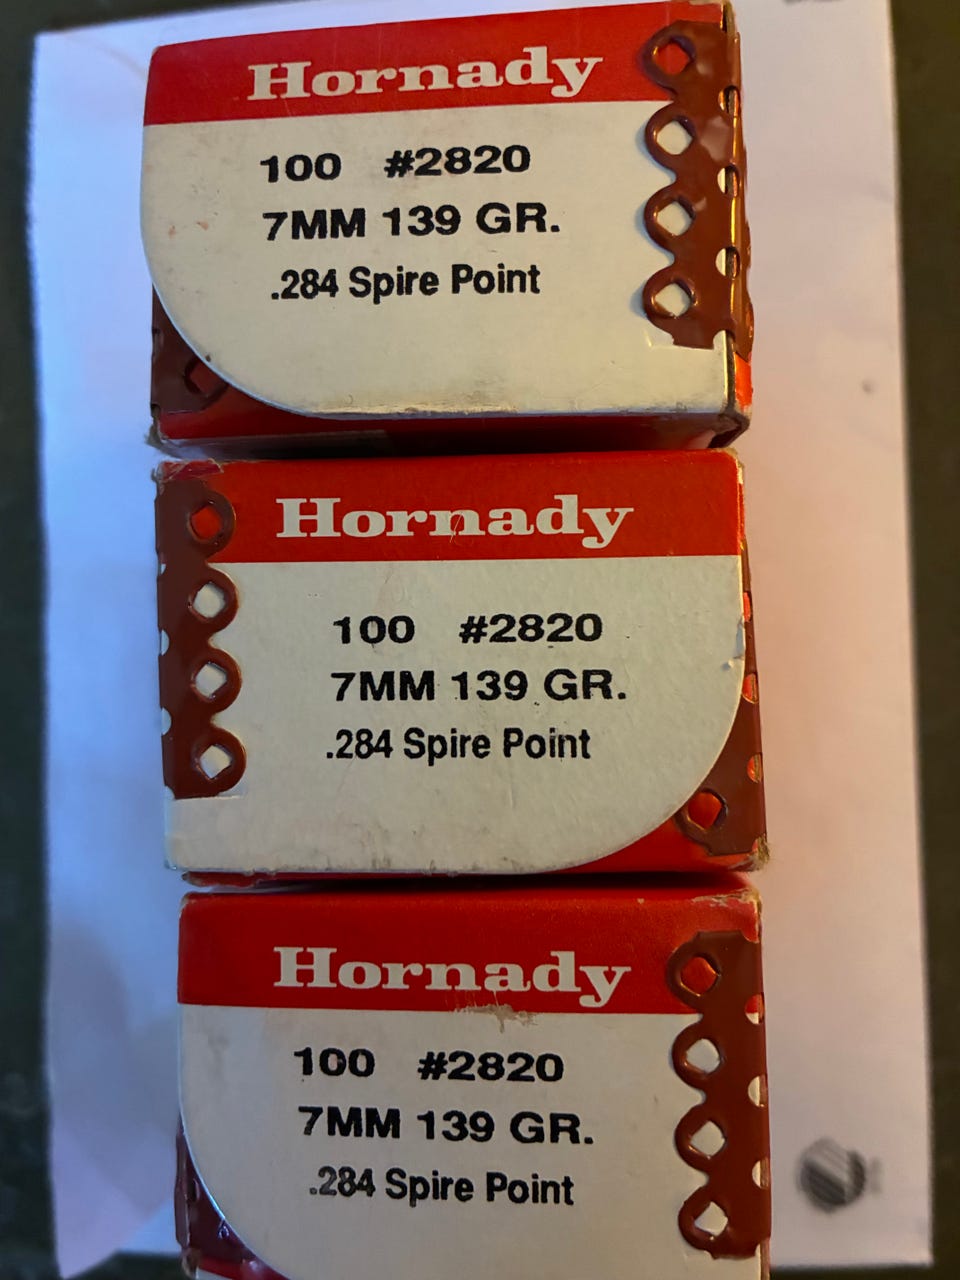 Hornady
100 #2820
7MM 139 GR.
.284 Spire Point
Hornady
100 #2820
7MM 139 GR.
.284 Spire Point
Hornady
100 #2820
7MM 139 GR.
.284 Spire Point